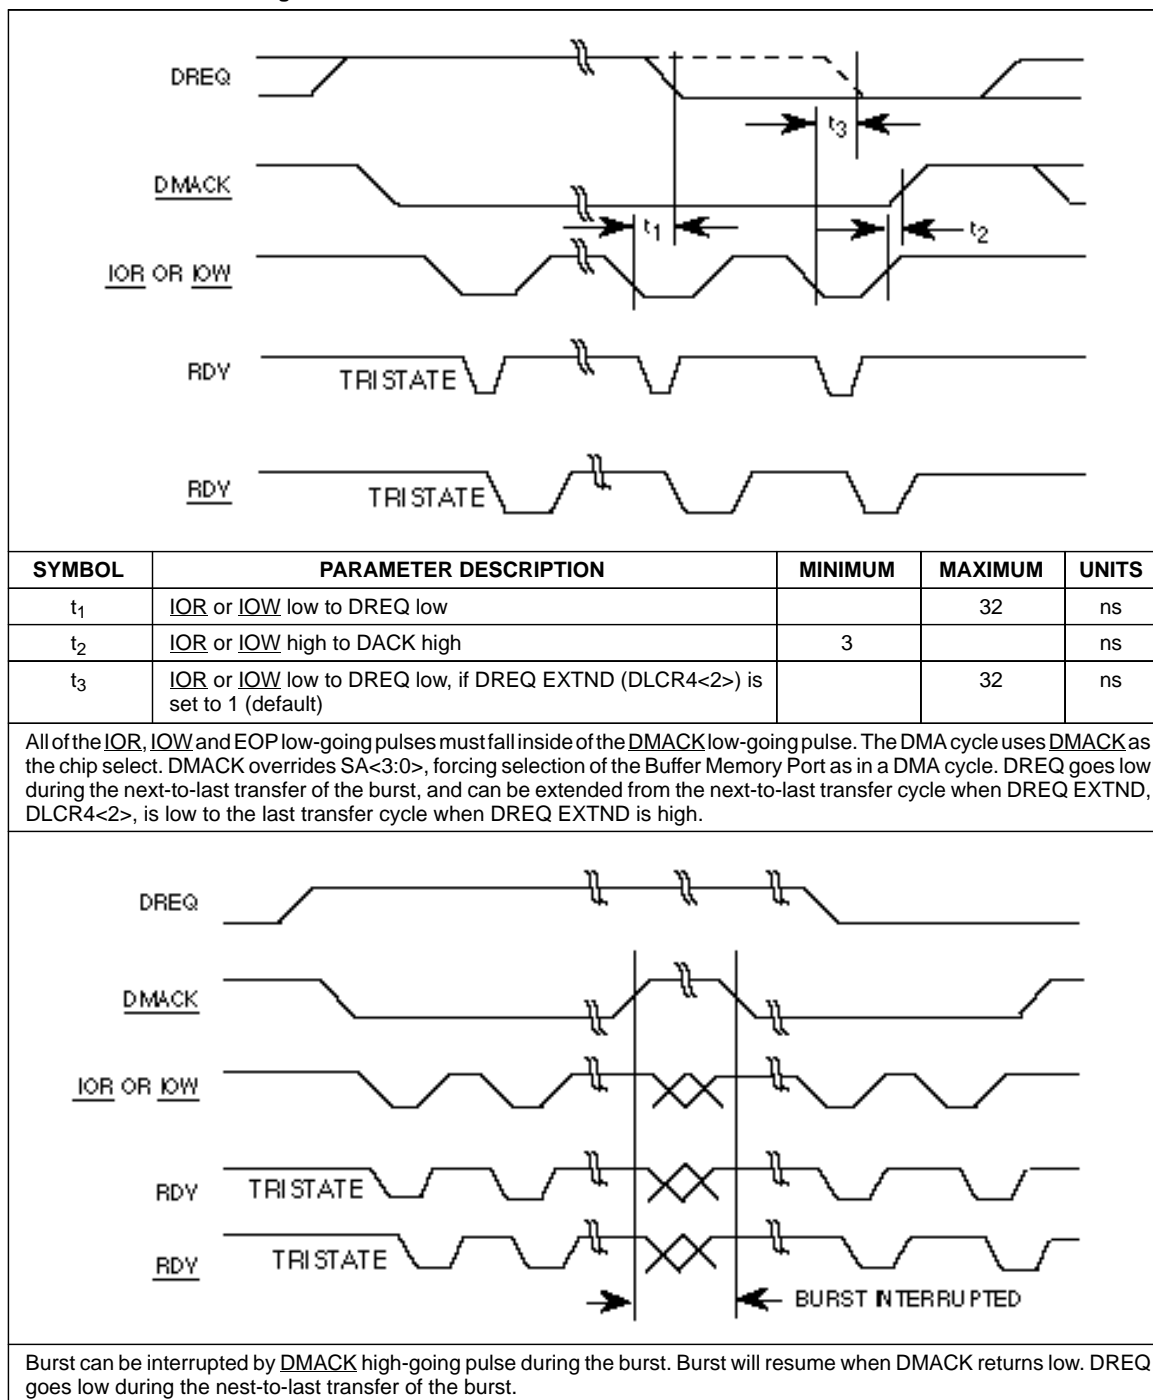 DREQ
t3
DMACK
t1
t2
IOR OR IOW
RDY
TRISTATE
RDY
TRISTATE
SYMBOL PARAMETER DESCRIPTION MINIMUM MAXIMUM UNITS
t1 IOR or IOW low to DREQ low 32 ns
t2 IOR or IOW high to DACK high 3 ns
t3 IOR or IOW low to DREQ low, if DREQ EXTND (DLCR4<2>) is 32 ns
set to 1 (default)
All of the IOR, IOW and EOP low-going pulses must fall inside of the DMACK low-going pulse. The DMA cycle uses DMACK as
the chip select. DMACK overrides SA<3:0>, forcing selection of the Buffer Memory Port as in a DMA cycle. DREQ goes low
during the next-to-last transfer of the burst, and can be extended from the next-to-last transfer cycle when DREQ EXTND,
DLCR4<2>, is low to the last transfer cycle when DREQ EXTND is high.
DREQ
DMACK
IOR OR IOW
RDY TRISTATE
RDY TRISTATE
BURST INTERRUPTED
Burst can be interrupted by DMACK high-going pulse during the burst. Burst will resume when DMACK returns low. DREQ
goes low during the nest-to-last transfer of the burst.